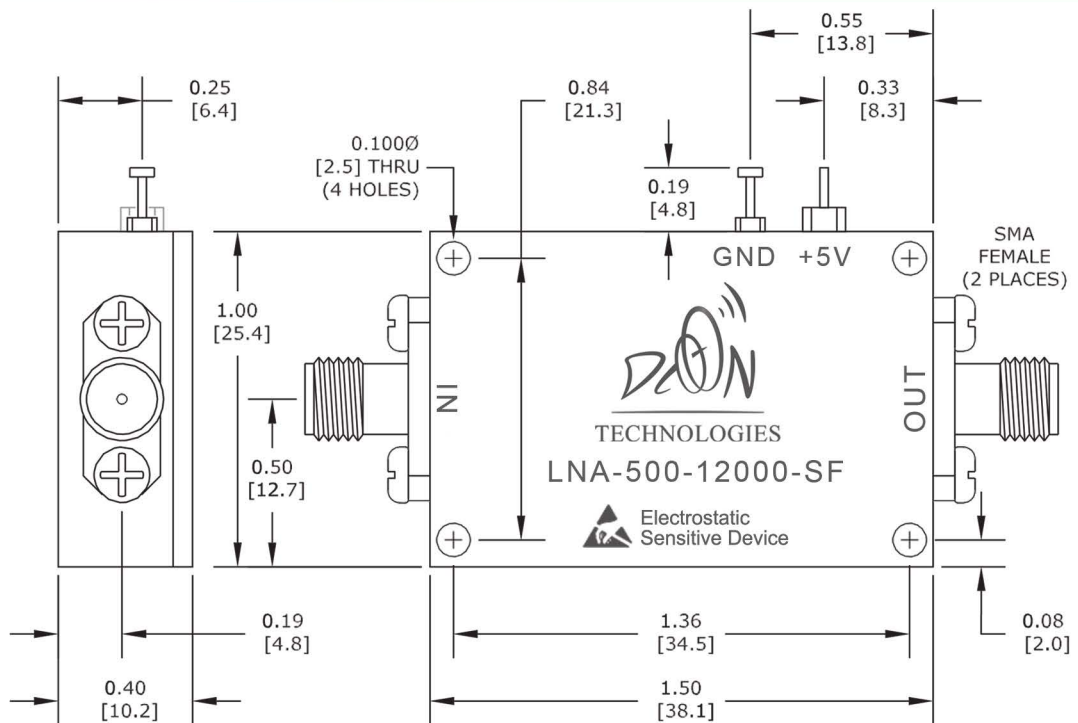 0.55
[13.8]
0.25
[6.4]
0.84
[21.3]
0.33
[8.3]
0.100Ø
[2.5] THRU
(4 HOLES)
0.19
[4.8]
SMA
FEMALE
(2 PLACES)
GND +5V
1.00
[25.4]
IN
OUT
DCON
TECHNOLOGIES
LNA-500-12000-SF
0.50
[12.7]
Electrostatic
Sensitive Device
0.19
[4.8]
1.36
[34.5]
0.08
[2.0]
0.40
[10.2]
1.50
[38.1]